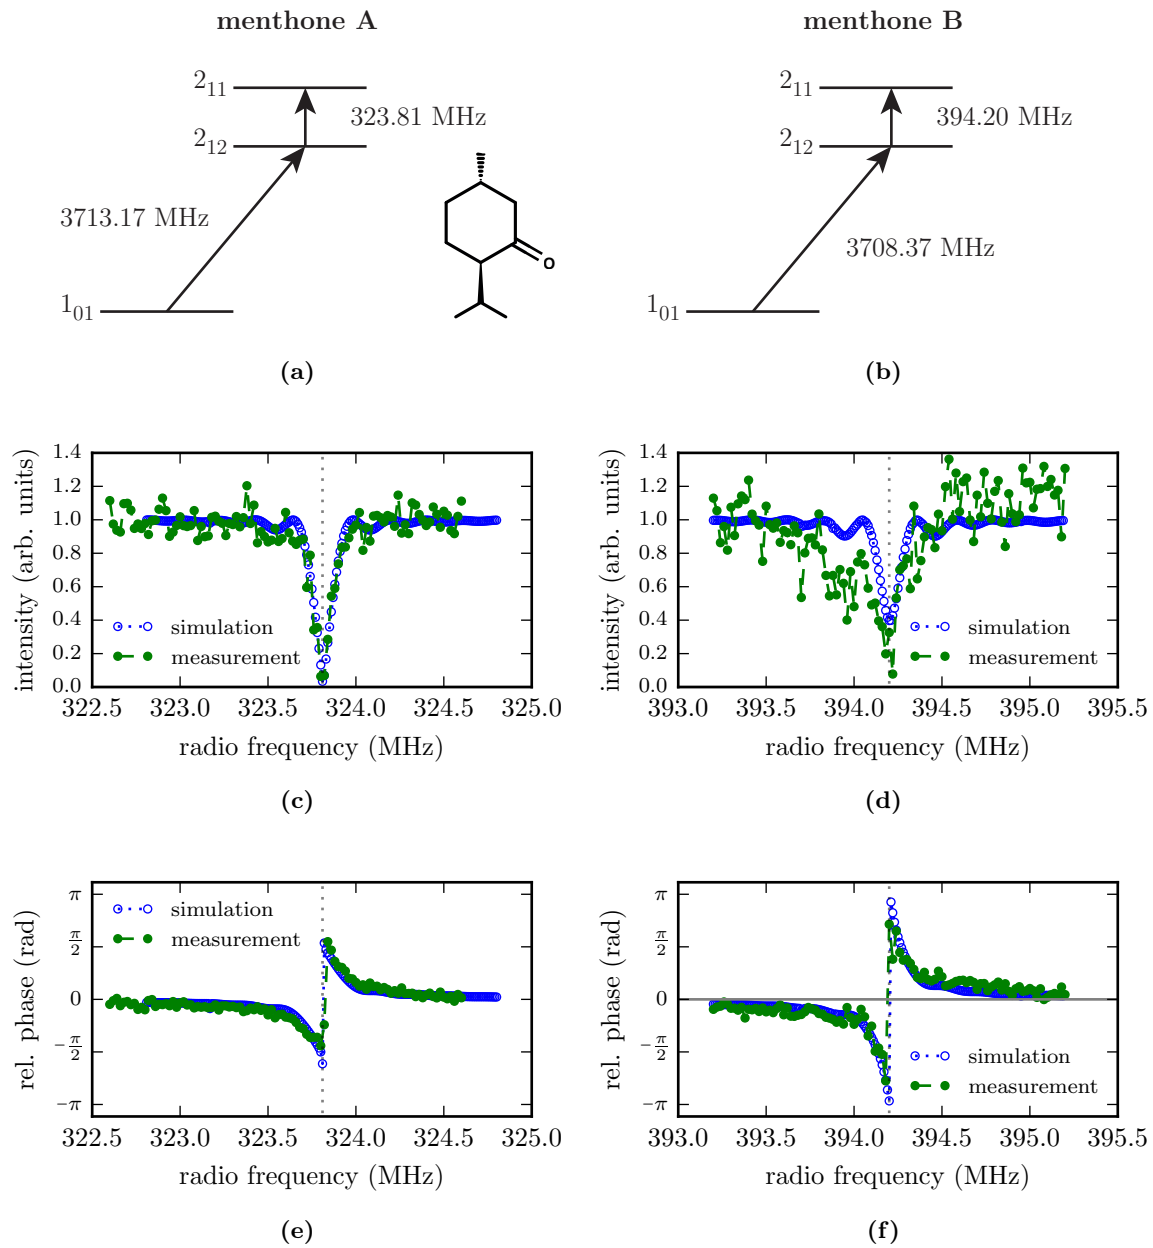 menthone A
menthone B
2₁₁
323.81 MHz
2₁₂
3713.17 MHz
1₀₁
O
2₁₁
394.20 MHz
2₁₂
3708.37 MHz
1₀₁
(a)
(b)
intensity (arb. units)
1.4
1.2
1.0
0.8
0.6
0.4
0.2
0.0
simulation
measurement
322.5 323.0 323.5 324.0 324.5 325.0
radio frequency (MHz)
(c)
intensity (arb. units)
1.4
1.2
1.0
0.8
0.6
0.4
0.2
0.0
simulation
measurement
393.0 393.5 394.0 394.5 395.0 395.5
radio frequency (MHz)
(d)
rel. phase (rad)
π
π/2
0
−π/2
−π
simulation
measurement
322.5 323.0 323.5 324.0 324.5 325.0
radio frequency (MHz)
(e)
rel. phase (rad)
π
π/2
0
−π/2
−π
simulation
measurement
393.0 393.5 394.0 394.5 395.0 395.5
radio frequency (MHz)
(f)